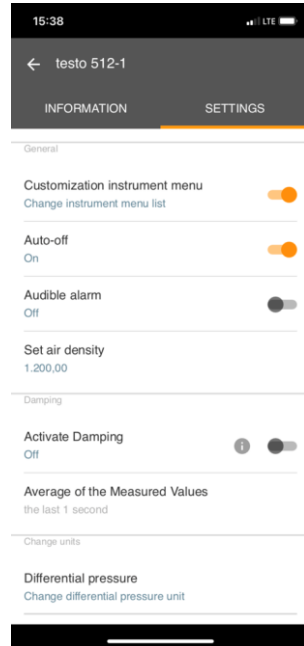 15:38
LTE
testo 512-1
INFORMATION
SETTINGS
General
Customization instrument menu
Change instrument menu list
Auto-off
On
Audible alarm
Off
Set air density
1.200,00
Damping
Activate Damping
Off
Average of the Measured Values
the last 1 second
Change units
Differential pressure
Change differential pressure unit